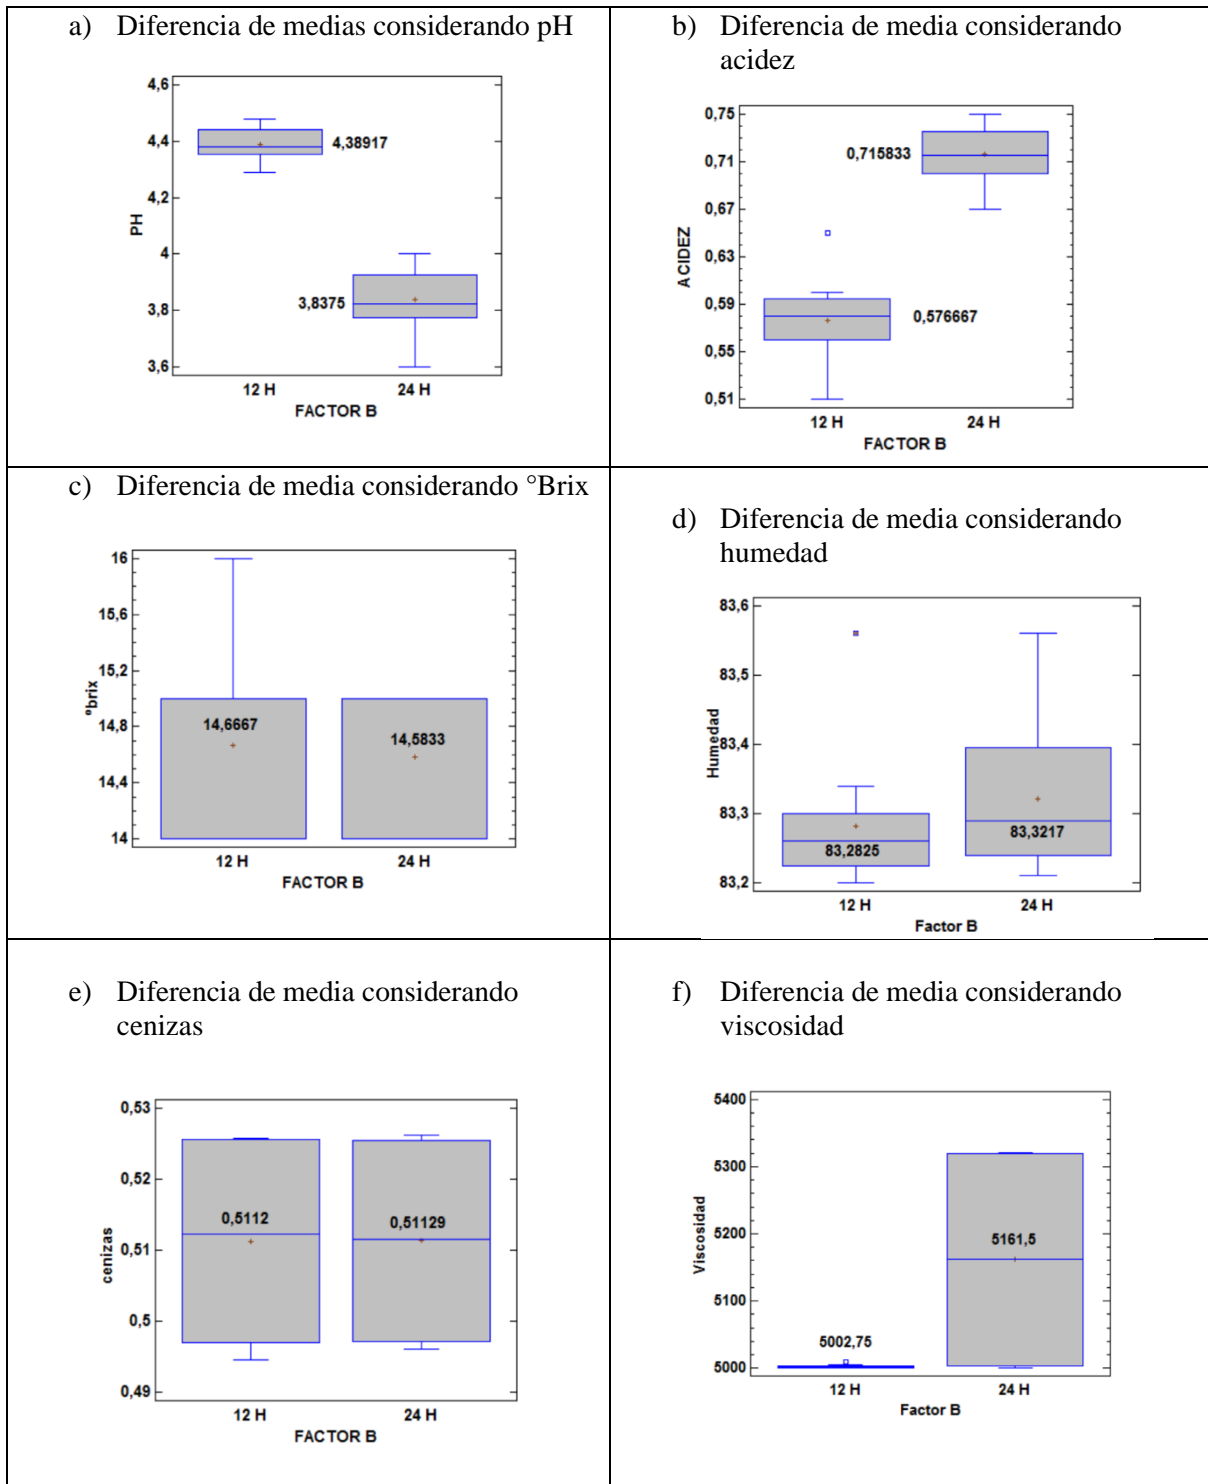 a) Diferencia de medias considerando pH
4,6
4,4
4,2
4
3,8
3,6
PH
4,38917
3,8375
12 H
24 H
FACTOR B
b) Diferencia de media considerando
acidez
0,75
0,71
0,67
0,63
0,59
0,55
0,51
ACIDEZ
0,715833
0,576667
12 H
24 H
FACTOR B
c) Diferencia de media considerando °Brix
16
15,6
15,2
14,8
14,4
14
ºbrix
14,6667
14,5833
12 H
24 H
FACTOR B
d) Diferencia de media considerando
humedad
83,6
83,5
83,4
83,3
83,2
Humedad
83,2825
83,3217
12 H
24 H
Factor B
e) Diferencia de media considerando
cenizas
0,53
0,52
0,51
0,5
0,49
cenizas
0,5112
0,51129
12 H
24 H
FACTOR B
f) Diferencia de media considerando
viscosidad
5400
5300
5200
5100
5000
Viscosidad
5002,75
5161,5
12 H
24 H
Factor B